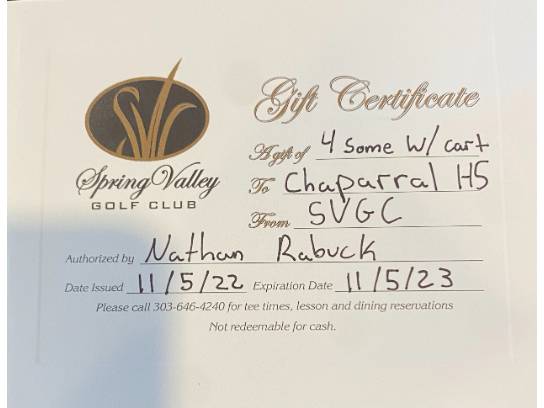 Gift Certificate
Spring Valley
GOLF CLUB
A gift of 4 some w/ cart
To Chaparral HS
From SVGC
Authorized by Nathan Rabuck
Date Issued 11/5/22 Expiration Date 11/5/23
Please call 303-646-4240 for tee times, lesson and dining reservations
Not redeemable for cash.